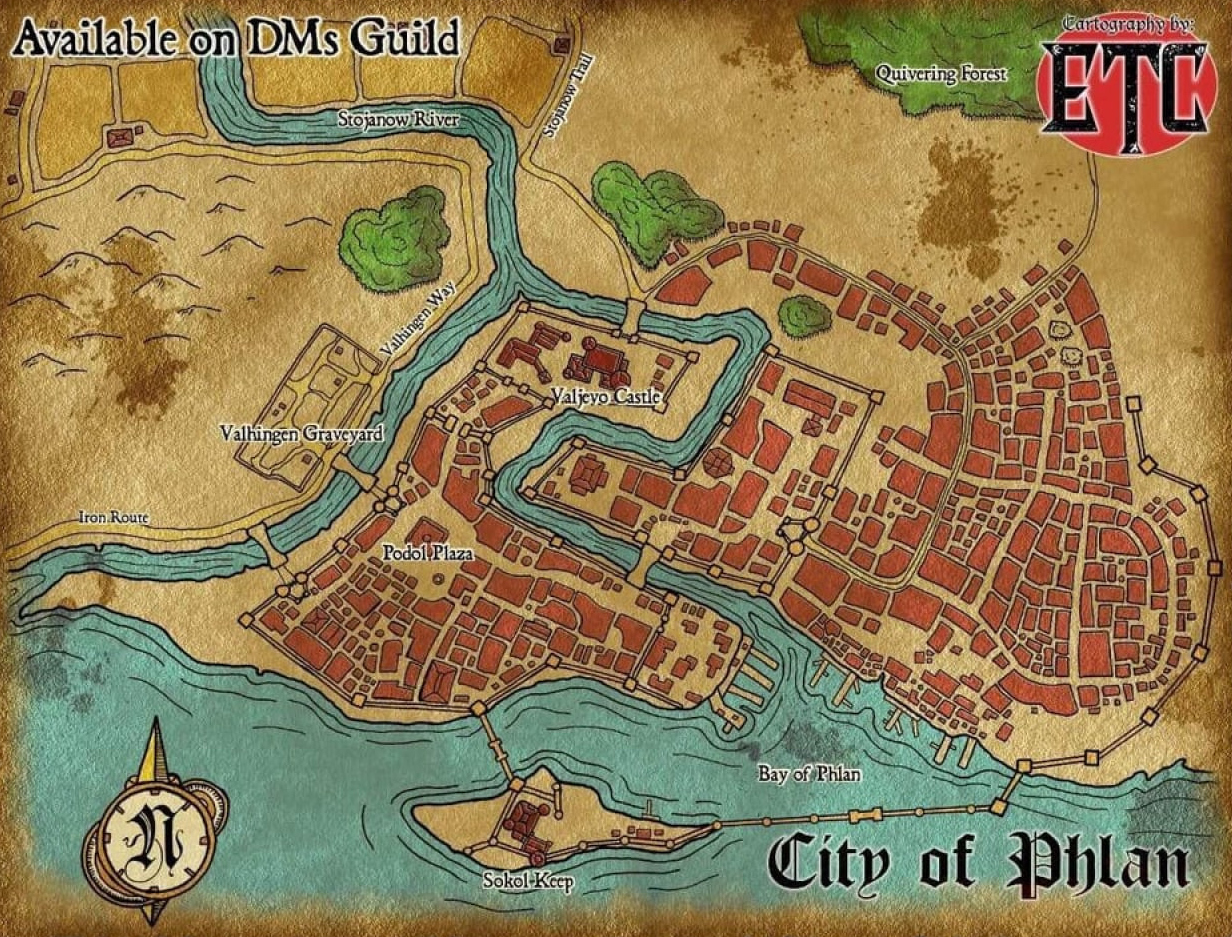 Available on DMs Guild
Cartography by:
ETC
Quivering Forest
Stojanow Trail
Stojanow River
Valhingen Way
Valjevo Castle
Valhingen Graveyard
Iron Route
Podol Plaza
Bay of Phlan
N
City of Phlan
Sokol Keep